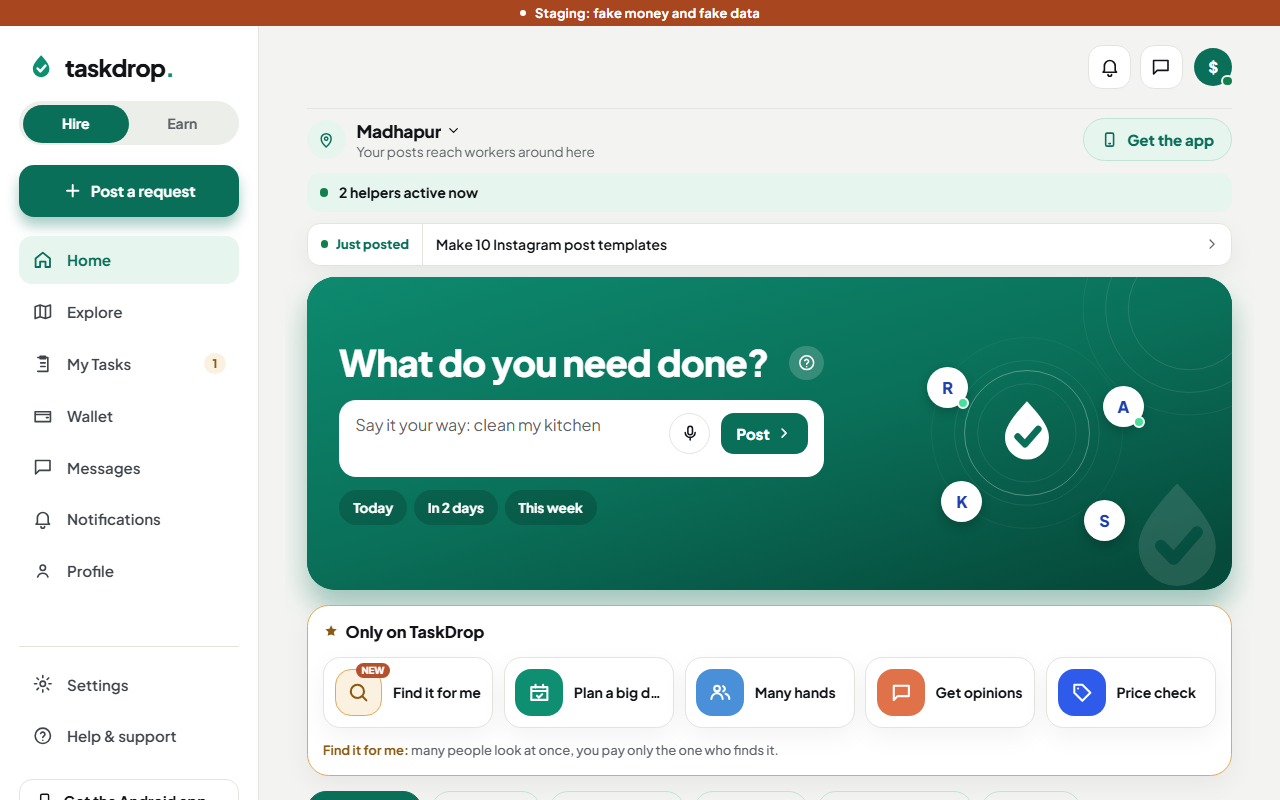 Staging: fake money and fake data
taskdrop.
Hire
Earn
Post a request
Home
Explore
My Tasks
1
Wallet
Messages
Notifications
Profile
Settings
Help & support
Get the Android app
$
Madhapur
Your posts reach workers around here
Get the app
2 helpers active now
Just posted
Make 10 Instagram post templates
What do you need done?
Say it your way: clean my kitchen
Post
Today
In 2 days
This week
R
A
K
S
Only on TaskDrop
NEW
Find it for me
Plan a big d...
Many hands
Get opinions
Price check
Find it for me: many people look at once, you pay only the one who finds it.